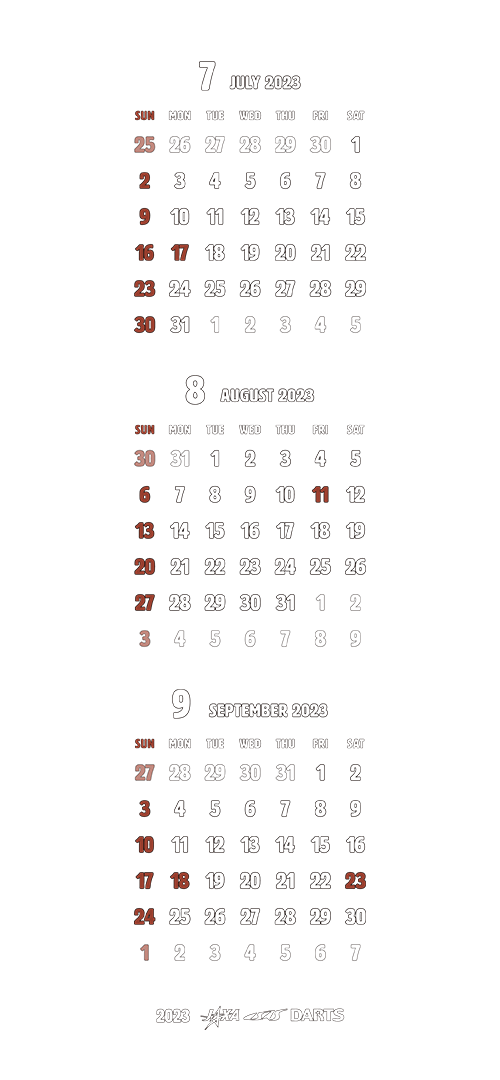 7 JULY 2023
SUN MON TUE WED THU FRI SAT
25 26 27 28 29 30 1
2 3 4 5 6 7 8
9 10 11 12 13 14 15
16 17 18 19 20 21 22
23 24 25 26 27 28 29
30 31 1 2 3 4 5
8 AUGUST 2023
SUN MON TUE WED THU FRI SAT
30 31 1 2 3 4 5
6 7 8 9 10 11 12
13 14 15 16 17 18 19
20 21 22 23 24 25 26
27 28 29 30 31 1 2
3 4 5 6 7 8 9
9 SEPTEMBER 2023
SUN MON TUE WED THU FRI SAT
27 28 29 30 31 1 2
3 4 5 6 7 8 9
10 11 12 13 14 15 16
17 18 19 20 21 22 23
24 25 26 27 28 29 30
1 2 3 4 5 6 7
2023 JAXA DARTS